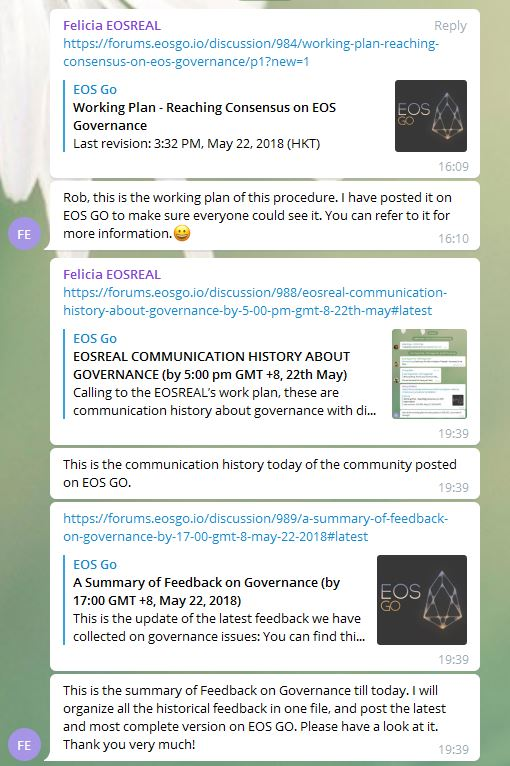 Felicia EOSREAL Reply
https://forums.eosgo.io/discussion/984/working-plan-reaching-
consensus-on-eos-governance/p1?new=1
EOS Go
Working Plan - Reaching Consensus on EOS
Governance
Last revision: 3:32 PM, May 22, 2018 (HKT)
EOS
GO
16:09
Rob, this is the working plan of this procedure. I have posted it on
EOS GO to make sure everyone could see it. You can refer to it for
more information.😀
FE
16:10
Felicia EOSREAL
https://forums.eosgo.io/discussion/988/eosreal-communication-
history-about-governance-by-5-00-pm-gmt-8-22th-may#latest
EOS Go
EOSREAL COMMUNICATION HISTORY ABOUT
GOVERNANCE (by 5:00 pm GMT +8, 22th May)
Calling to the EOSREAL's work plan, these are
communication history about governance with di...
19:39
This is the communication history today of the community posted
on EOS GO.
19:39
https://forums.eosgo.io/discussion/989/a-summary-of-feedback-
on-governance-by-17-00-gmt-8-may-22-2018#latest
EOS Go
A Summary of Feedback on Governance (by
17:00 GMT +8, May 22, 2018)
This is the update of the latest feedback we have
collected on governance issues: You can find thi...
EOS
GO
19:39
This is the summary of Feedback on Governance till today. I will
organize all the historical feedback in one file, and post the latest
and most complete version on EOS GO. Please have a look at it.
Thank you very much!
FE
19:39